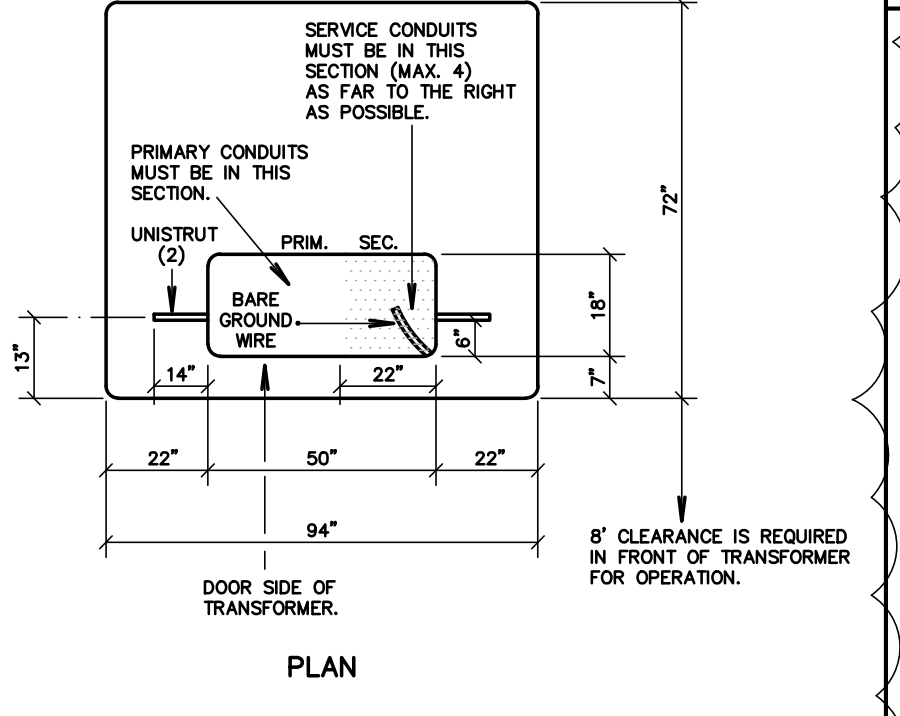 SERVICE CONDUITS
MUST BE IN THIS
SECTION (MAX. 4)
AS FAR TO THE RIGHT
AS POSSIBLE.
PRIMARY CONDUITS
MUST BE IN THIS
SECTION.
UNISTRUT
(2)
PRIM. SEC.
BARE
GROUND
WIRE
72"
18"
6"
13"
7"
14" 22"
22" 50" 22"
94"
8' CLEARANCE IS REQUIRED
IN FRONT OF TRANSFORMER
FOR OPERATION.
DOOR SIDE OF
TRANSFORMER.
PLAN